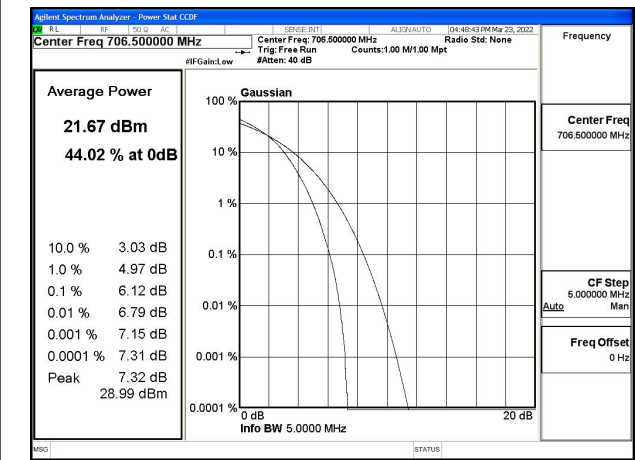 Agilent Spectrum Analyzer - Power Stat CCDF
RL RF 50 Ω AC SENSE:INT ALIGNAUTO 04:48:43 PM Mar 23, 2022
Center Freq 706.500000 MHz
Center Freq: 706.500000 MHz Radio Std: None
Trig: Free Run Counts:1.00 M/1.00 Mpt
#IFGain:Low #Atten: 40 dB
Frequency
Average Power
21.67 dBm
44.02 % at 0dB
10.0 % 3.03 dB
1.0 % 4.97 dB
0.1 % 6.12 dB
0.01 % 6.79 dB
0.001 % 7.15 dB
0.0001 % 7.31 dB
Peak 7.32 dB
28.99 dBm
Gaussian
100 %
10 %
1 %
0.1 %
0.01 %
0.001 %
0.0001 %
0 dB 20 dB
Info BW 5.0000 MHz
Center Freq
706.500000 MHz
CF Step
5.000000 MHz
Auto Man
Freq Offset
0 Hz
MSG STATUS